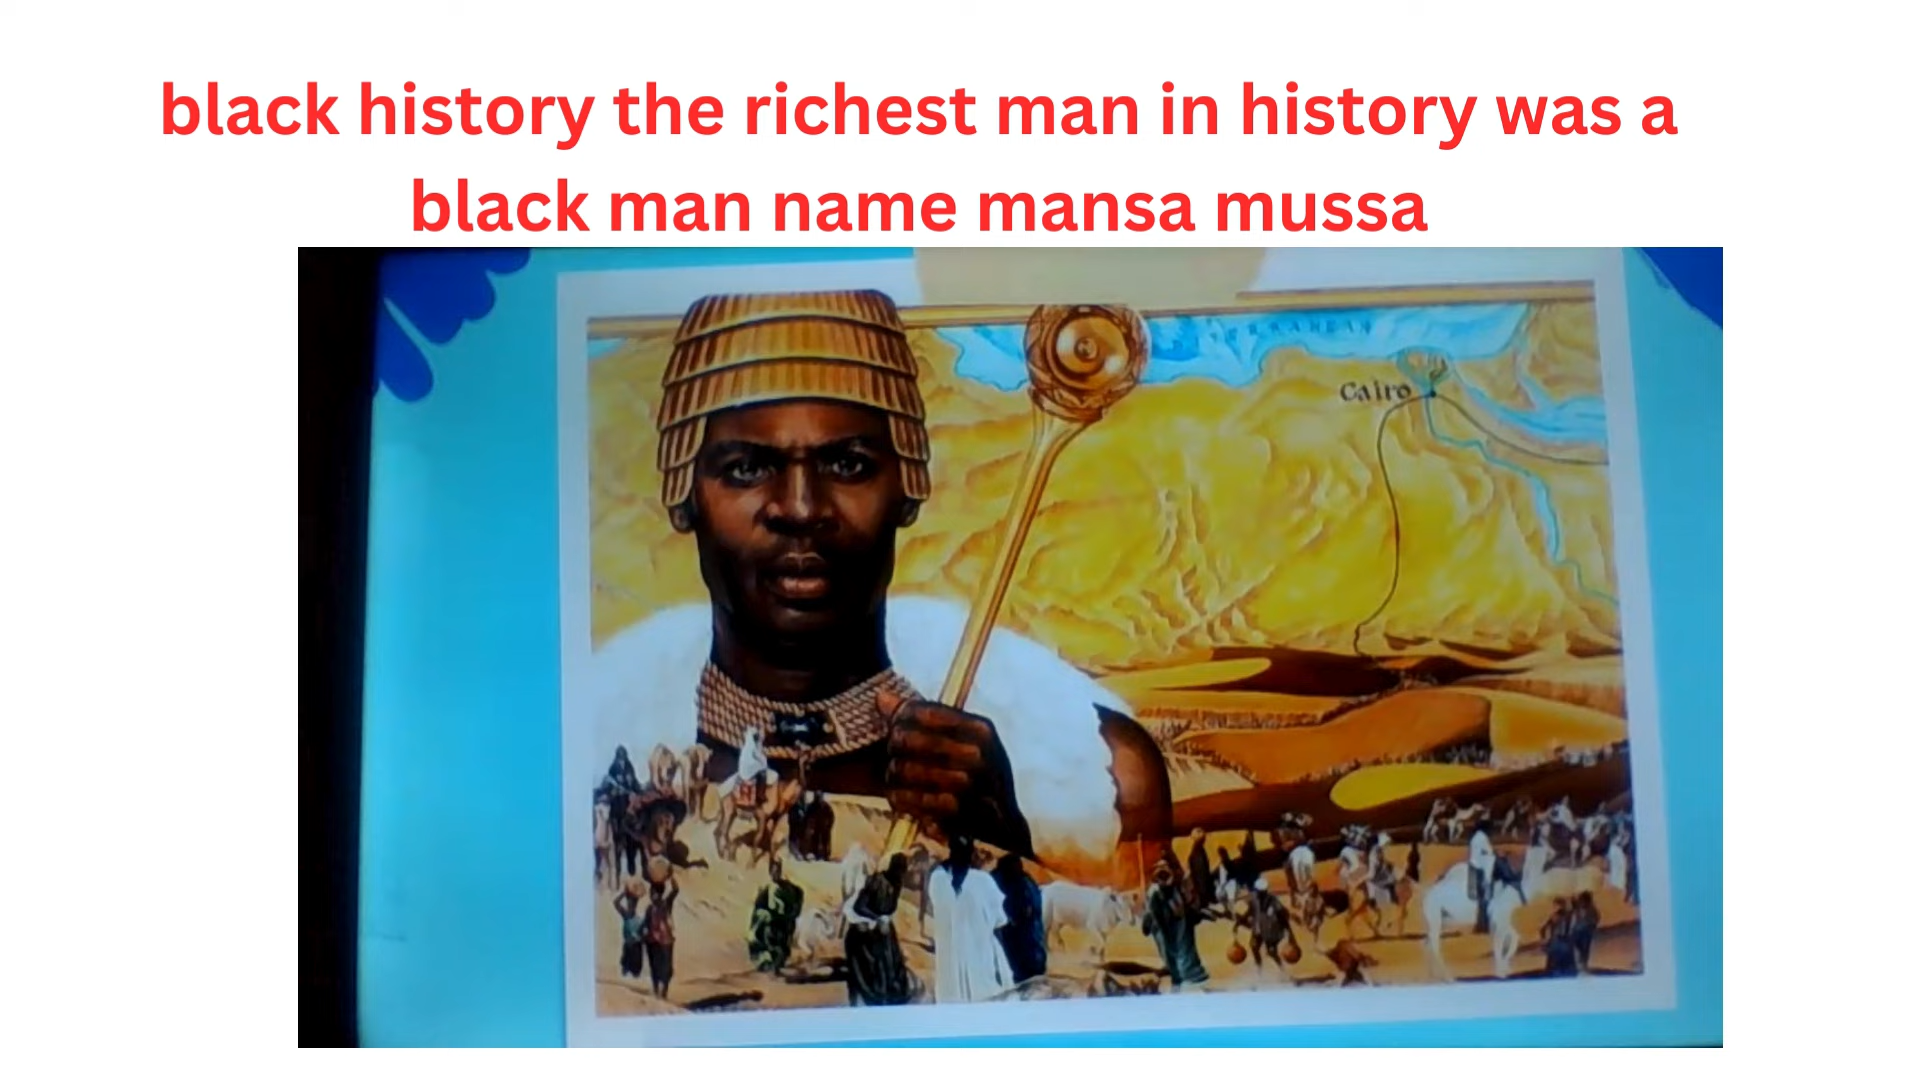 black history the richest man in history was a
black man name mansa mussa
Cairo